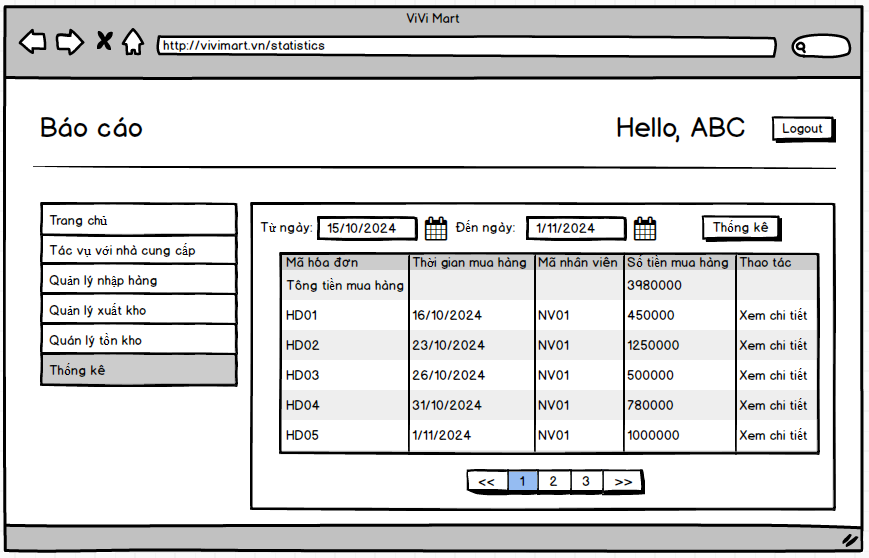 ViVi Mart
http://vivimart.vn/statistics
Báo cáo
Hello, ABC
Logout
Trang chủ
Tác vụ với nhà cung cấp
Quản lý nhập hàng
Quản lý xuất kho
Quản lý tồn kho
Thống kê
Từ ngày: 15/10/2024 Đến ngày: 1/11/2024 Thống kê
Mã hóa đơn Thời gian mua hàng Mã nhân viên Số tiền mua hàng Thao tác
Tông tiền mua hàng 3980000
HD01 16/10/2024 NV01 450000 Xem chi tiết
HD02 23/10/2024 NV01 1250000 Xem chi tiết
HD03 26/10/2024 NV01 500000 Xem chi tiết
HD04 31/10/2024 NV01 780000 Xem chi tiết
HD05 1/11/2024 NV01 1000000 Xem chi tiết
<< 1 2 3 >>